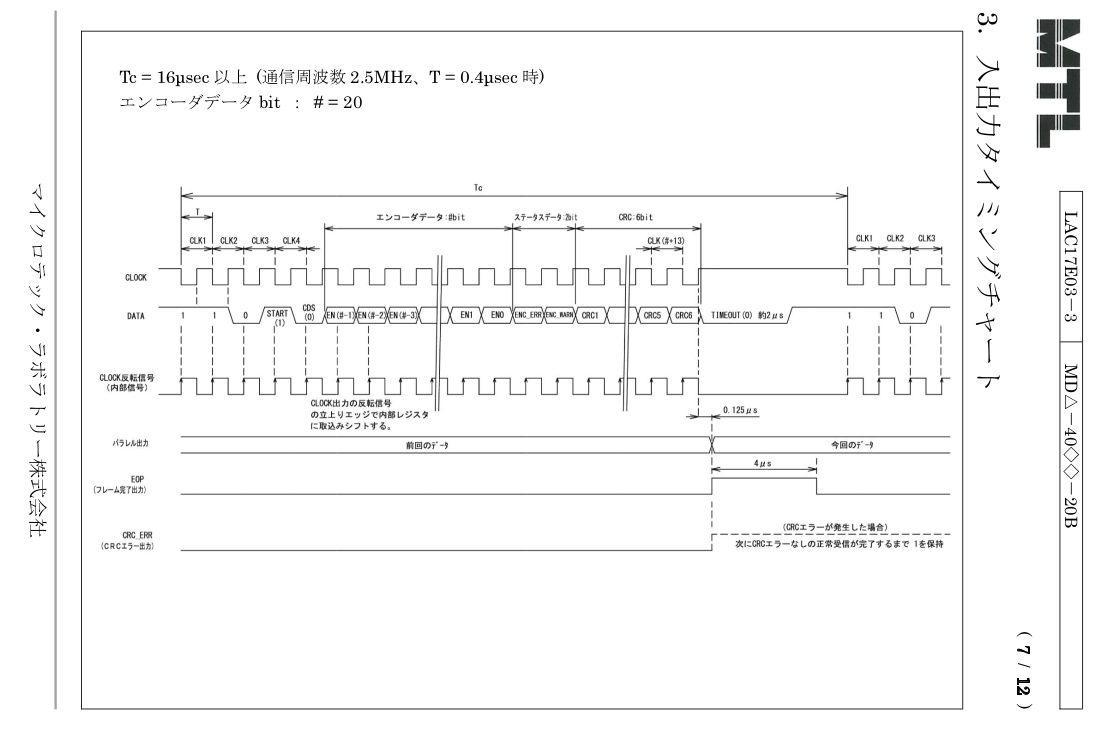 MTL
LAC17E03−3
MD△−40◇◇−20B
( 7 / 12 )
3. 入出力タイミングチャート
Tc = 16μsec 以上 (通信周波数 2.5MHz、T = 0.4μsec 時)
エンコーダデータ bit : # = 20
Tc
T
エンコーダデータ:#bit
ステータスデータ:2bit
CRC:6bit
CLK1 CLK2 CLK3 CLK4 CLK(#+13) CLK1 CLK2 CLK3
CLOCK
DATA 1 1 0 START (1) CDS (0) EN(#-1) EN(#-2) EN(#-3) EN1 EN0 ENC_ERR ENC_WARN CRC1 CRC5 CRC6 TIMEOUT(0) 約2μs 1 1 0
CLOCK反転信号
(内部信号)
CLOCK出力の反転信号
の立上りエッジで内部レジスタ
に取込みシフトする。
0.125μs
パラレル出力 前回のデータ 今回のデータ
4μs
EOP
(フレーム完了出力)
CRC_ERR
(CRCエラー出力)
(CRCエラーが発生した場合)
次にCRCエラーなしの正常受信が完了するまで 1を保持
マイクロテック・ラボラトリー株式会社